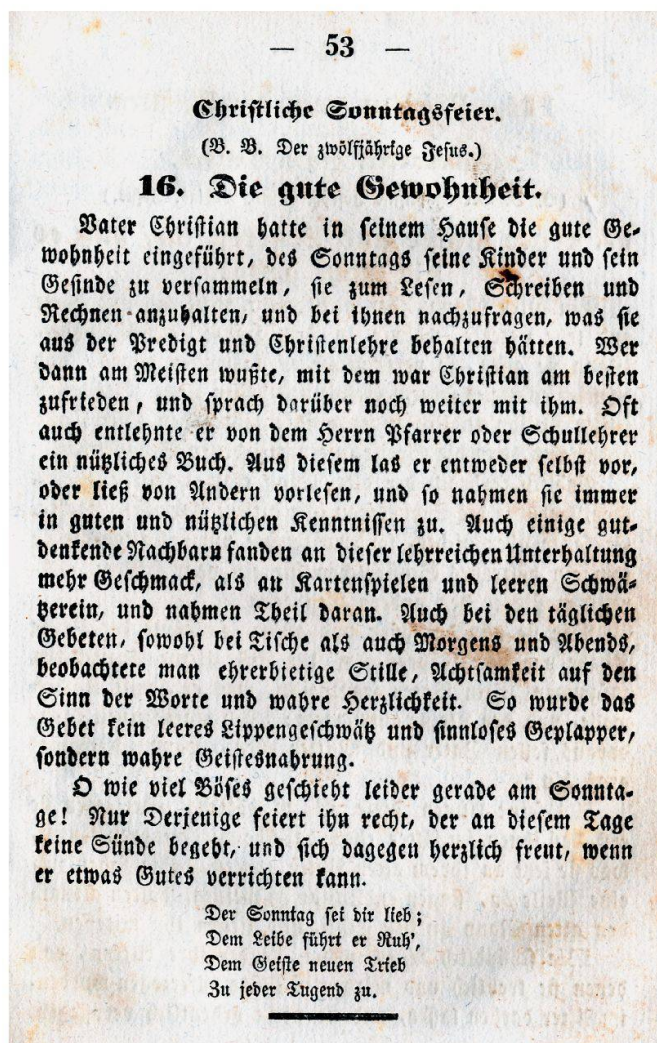 — 53 —
Christliche Sonntagsfeier.
(B. B. Der zwölfjährige Jesus.)
16. Die gute Gewohnheit.
Vater Christian hatte in seinem Hause die gute Ge-
wohnheit eingeführt, des Sonntags seine Kinder und sein
Gesinde zu versammeln, sie zum Lesen, Schreiben und
Rechnen anzuhalten, und bei ihnen nachzufragen, was sie
aus der Predigt und Christenlehre behalten hätten. Wer
dann am Meisten wußte, mit dem war Christian am besten
zufrieden, und sprach darüber noch weiter mit ihm. Oft
auch entlehnte er von dem Herrn Pfarrer oder Schullehrer
ein nützliches Buch. Aus diesem las er entweder selbst vor,
oder ließ von Andern vorlesen, und so nahmen sie immer
in guten und nützlichen Kenntnissen zu. Auch einige gut-
denkende Nachbarn fanden an dieser lehrreichen Unterhaltung
mehr Geschmack, als an Kartenspielen und leeren Schwä-
tzerein, und nahmen Theil daran. Auch bei den täglichen
Gebeten, sowohl bei Tische als auch Morgens und Abends,
beobachtete man ehrerbietige Stille, Achtsamkeit auf den
Sinn der Worte und wahre Herzlichkeit. So wurde das
Gebet kein leeres Lippengeschwätz und sinnloses Geplapper,
sondern wahre Geistesnahrung.
O wie viel Böses geschieht leider gerade am Sonnta-
ge! Nur Derjenige feiert ihn recht, der an diesem Tage
keine Sünde begeht, und sich dagegen herzlich freut, wenn
er etwas Gutes verrichten kann.
Der Sonntag sei dir lieb;
Dem Leibe führt er Ruh',
Dem Geiste neuen Trieb
Zu jeder Tugend zu.